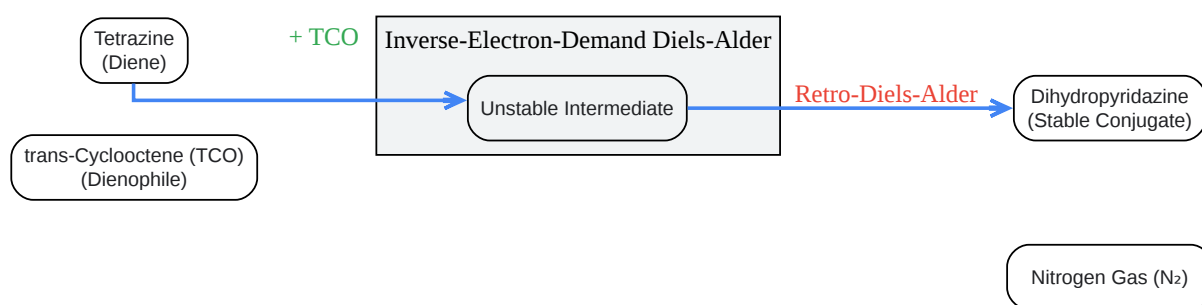 Tetrazine
(Diene)
+ TCO
Inverse-Electron-Demand Diels-Alder
Unstable Intermediate
Retro-Diels-Alder
Dihydropyridazine
(Stable Conjugate)
trans-Cyclooctene (TCO)
(Dienophile)
Nitrogen Gas (N₂)